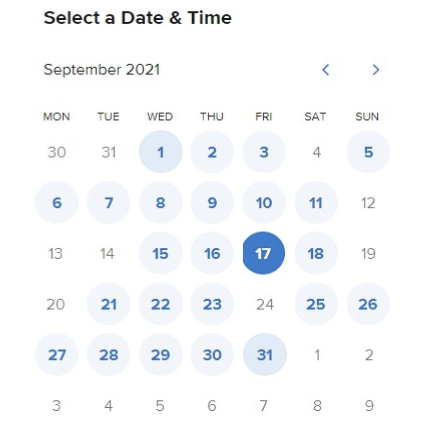 Select a Date & Time
September 2021
MON TUE WED THU FRI SAT SUN
30 31 1 2 3 4 5
6 7 8 9 10 11 12
13 14 15 16 17 18 19
20 21 22 23 24 25 26
27 28 29 30 31 1 2
3 4 5 6 7 8 9